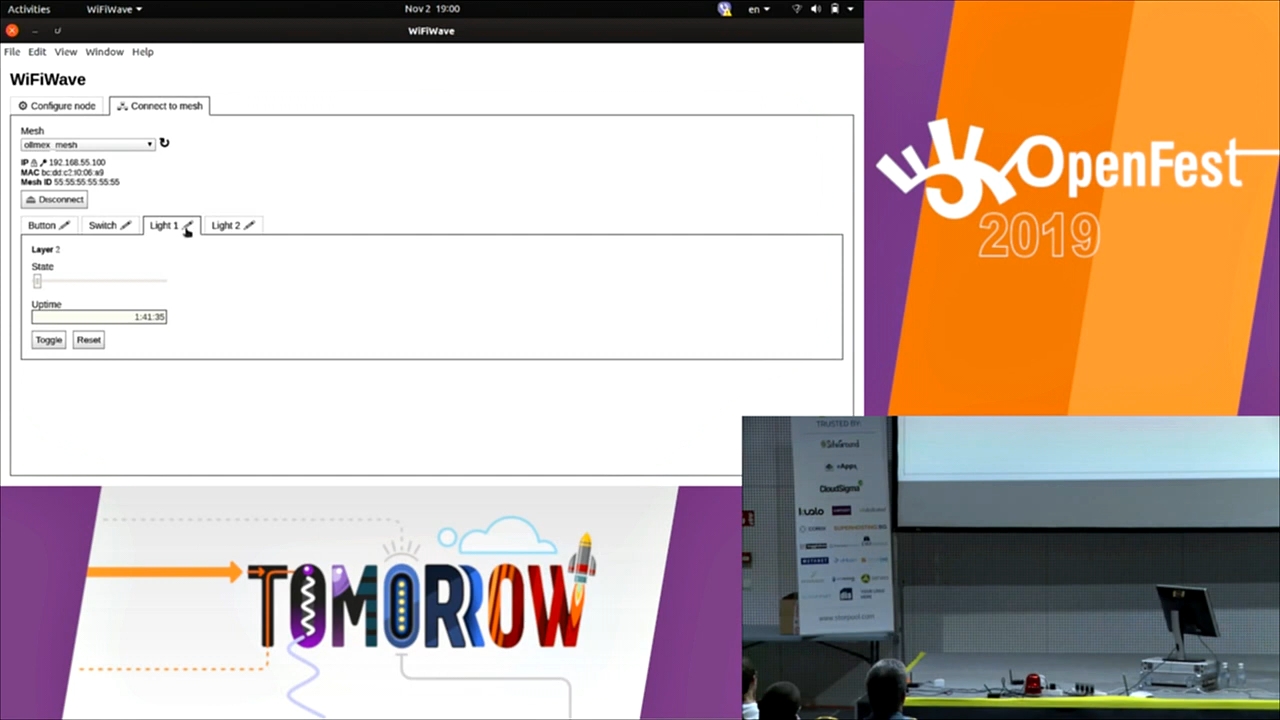 Activities WiFiWave Nov 2 19:00 en
WiFiWave
File Edit View Window Help
WiFiWave
Configure node Connect to mesh
Mesh
olimex_mesh
IP 192.168.55.100
MAC bc:dd:c2:f0:06:a9
Mesh ID 55:55:55:55:55:55
Disconnect
Button Switch Light 1 Light 2
Layer 2
State
Uptime
1:41:35
Toggle Reset
OpenFest
2019
TOMORROW
TRUSTED BY:
SiteGround
CloudSigma
www.storpool.com